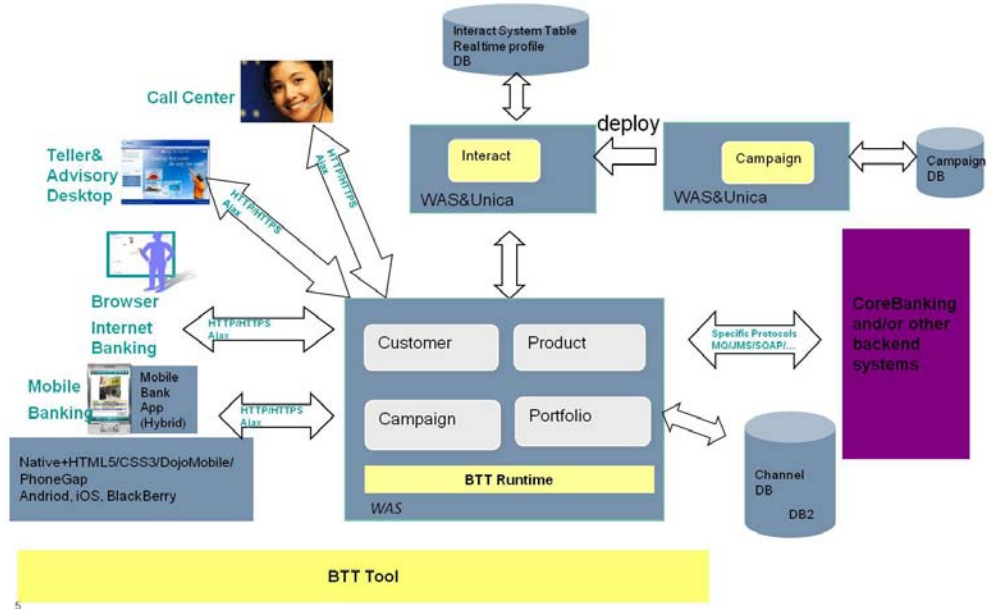 Interact System Table
Realtime profile
DB
Call Center
deploy
Teller&
Advisory
Desktop
HTTP/HTTPS
Ajax
HTTP/HTTPS
Ajax
Interact
WAS&Unica
Campaign
WAS&Unica
Campaign
DB
Browser
Internet
Banking
HTTP/HTTPS
Ajax
Customer
Product
Specific Protocols
MQ/JMS/SOAP/...
CoreBanking
and/or other
backend
systems
Mobile
Banking
Mobile
Bank
App
(Hybrid)
HTTP/HTTPS
Ajax
Campaign
Portfolio
Native+HTML5/CSS3/DojoMobile/
PhoneGap
Andriod, iOS, BlackBerry
BTT Runtime
WAS
Channel
DB
DB2
BTT Tool
5